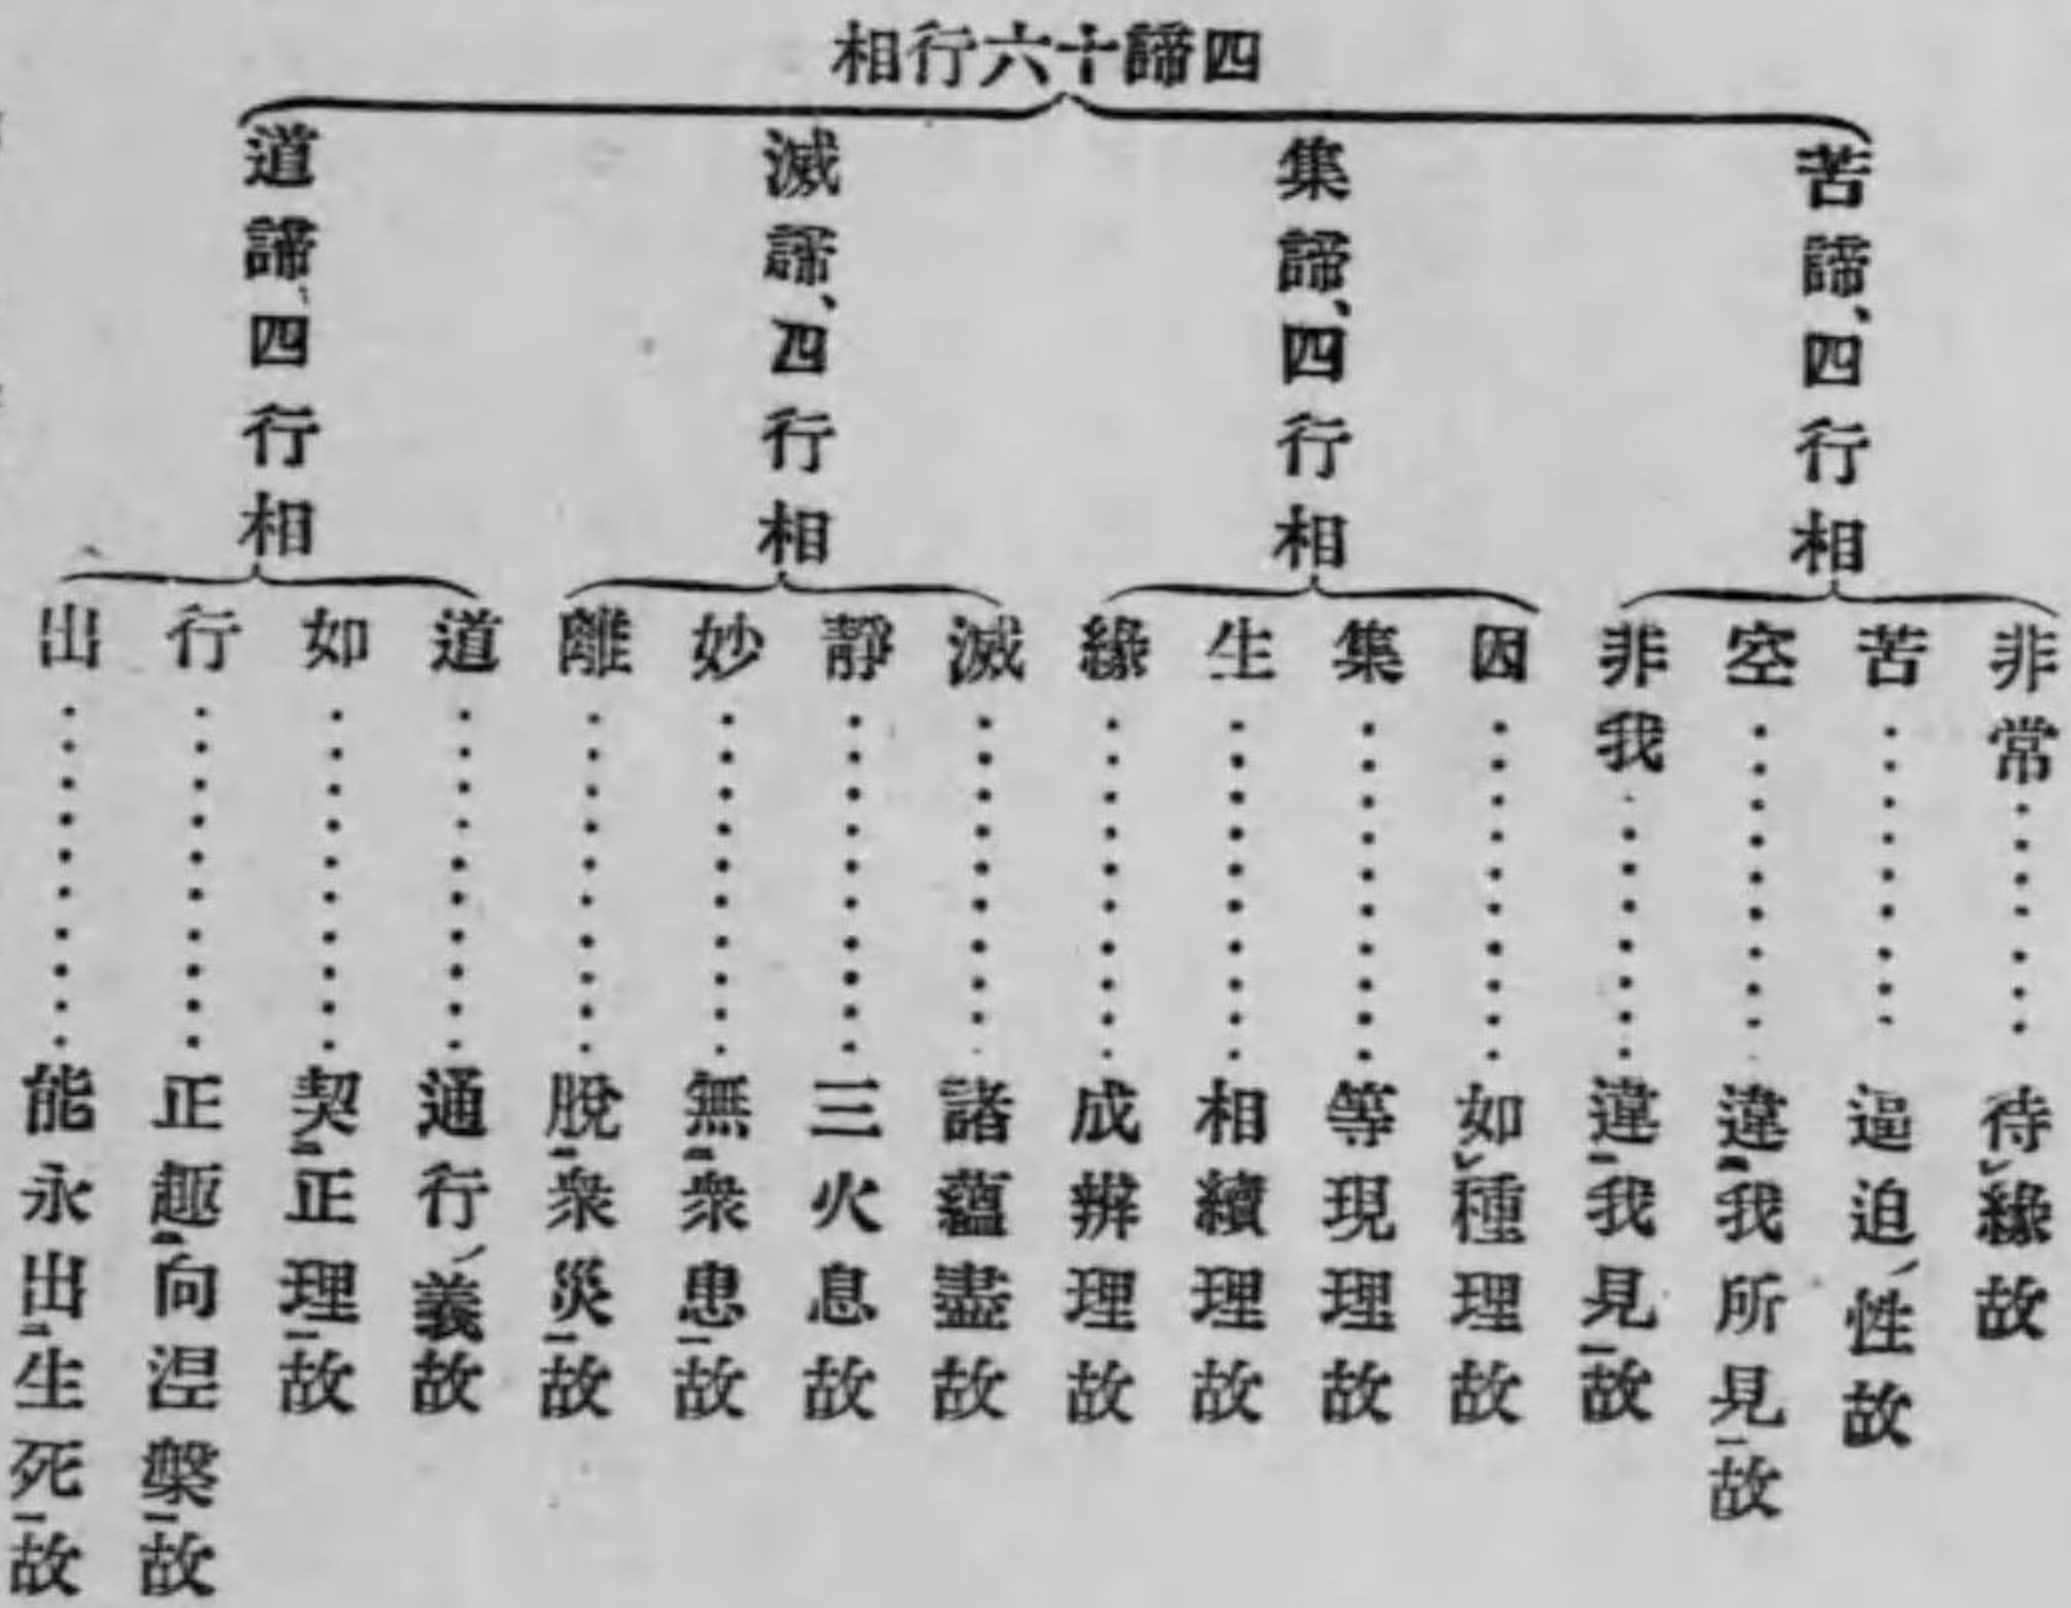 四諦十六行相
苦諦、四行相
非常……待緣故
苦……逼迫ノ性故
空……違我所見故
非我……違我見故
集諦、四行相
因……如種理故
集……等現理故
生……相續理故
緣……成辨理故
滅諦、四行相
滅……諸蘊盡故
靜……三火息故
妙……無衆患故
離……脫衆災故
道諦、四行相
道……通行ノ義故
如……契正理故
行……正趣向涅槃故
出……能永出生死故